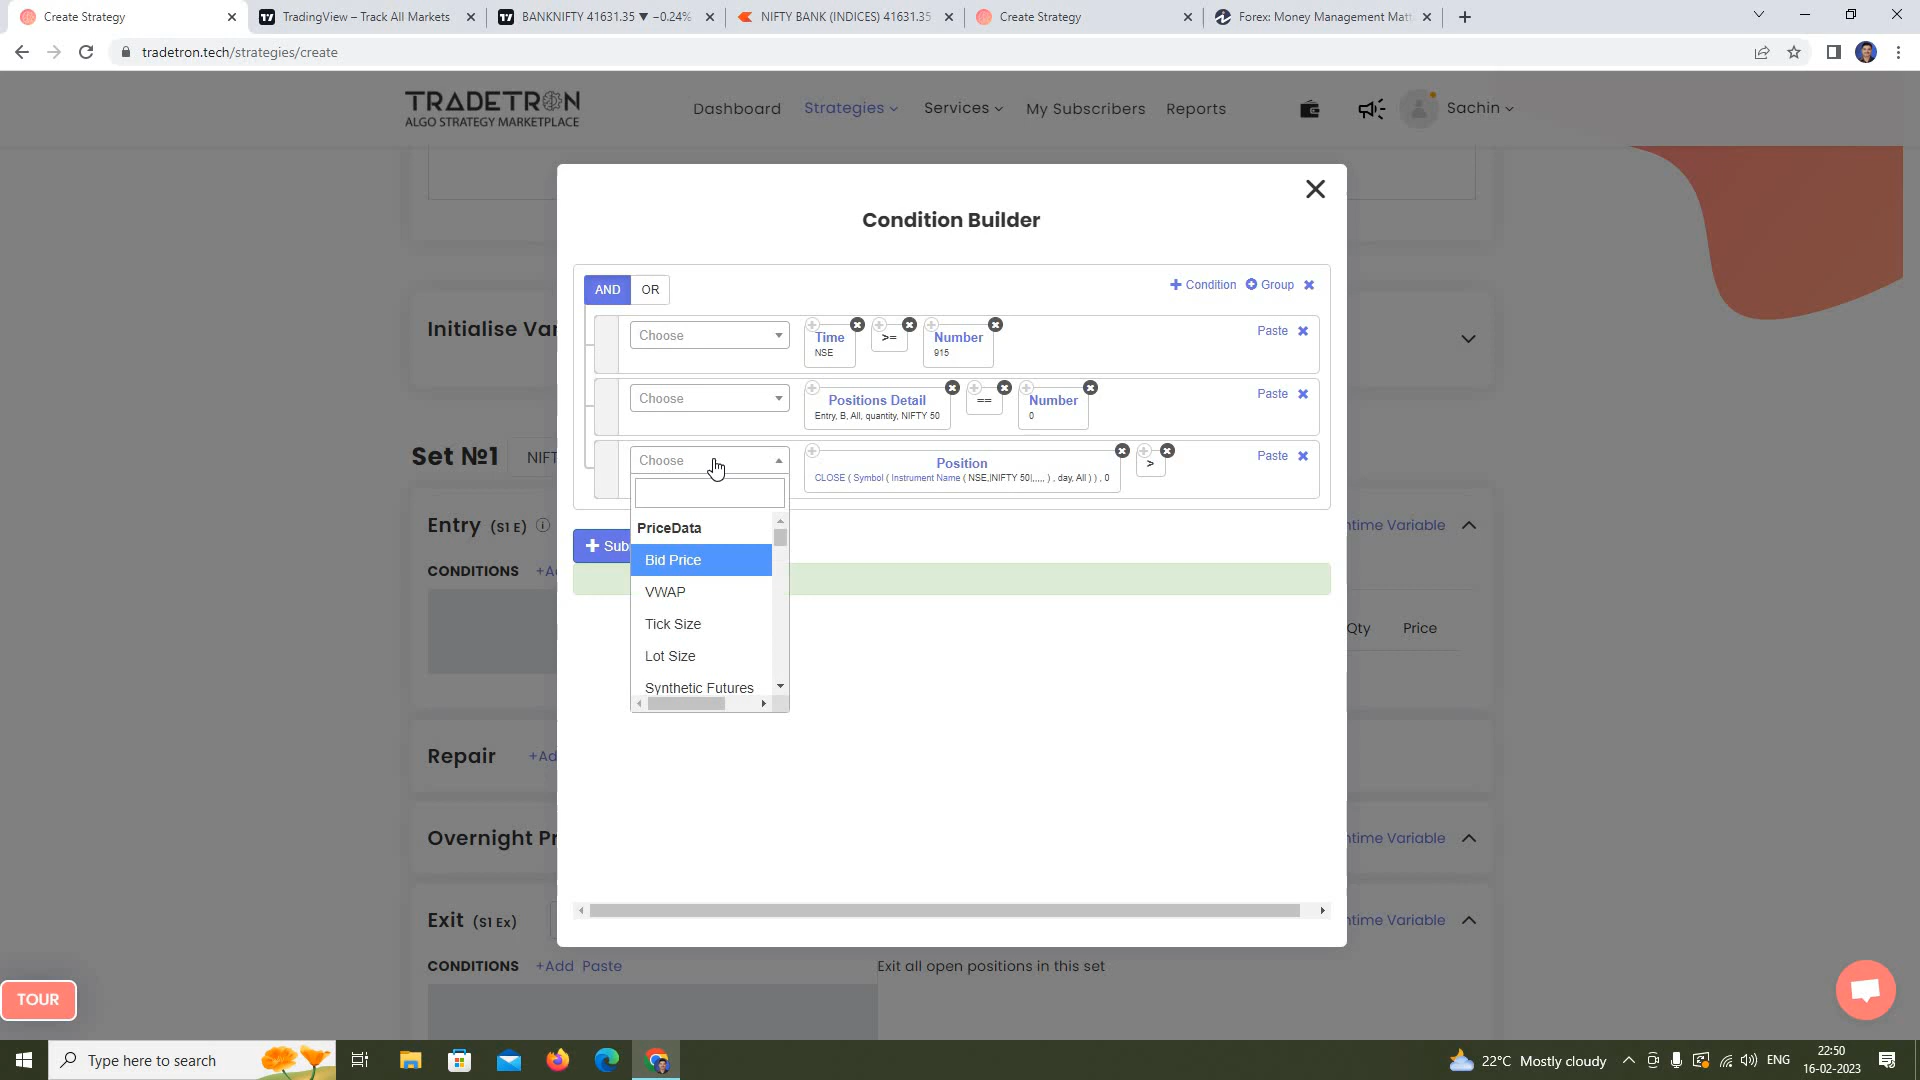 Create Strategy
TradingView – Track All Markets
BANKNIFTY 41631.35 ▼ −0.24%
NIFTY BANK (INDICES) 41631.35
Create Strategy
Forex: Money Management Matt
tradetron.tech/strategies/create
TRADETRON
ALGO STRATEGY MARKETPLACE
Dashboard
Strategies
Services
My Subscribers
Reports
Sachin
Condition Builder
AND
OR
Condition
Group
Choose
Time
NSE
>=
Number
915
Paste
Choose
Positions Detail
Entry, B, All, quantity, NIFTY 50
==
Number
0
Paste
Choose
Position
CLOSE ( Symbol ( Instrument Name ( NSE,|NIFTY 50|,,,,, ) , day, All ) ) , 0
>
Paste
PriceData
Bid Price
VWAP
Tick Size
Lot Size
Synthetic Futures
Sub
Initialise Var
Set №1
NIFT
Entry (S1 E)
ntime Variable
CONDITIONS
+A
Qty
Price
Repair
+Ad
Overnight Pr
ntime Variable
Exit (S1 Ex)
ntime Variable
CONDITIONS
+Add
Paste
Exit all open positions in this set
TOUR
Type here to search
22°C Mostly cloudy
ENG
22:50
16-02-2023